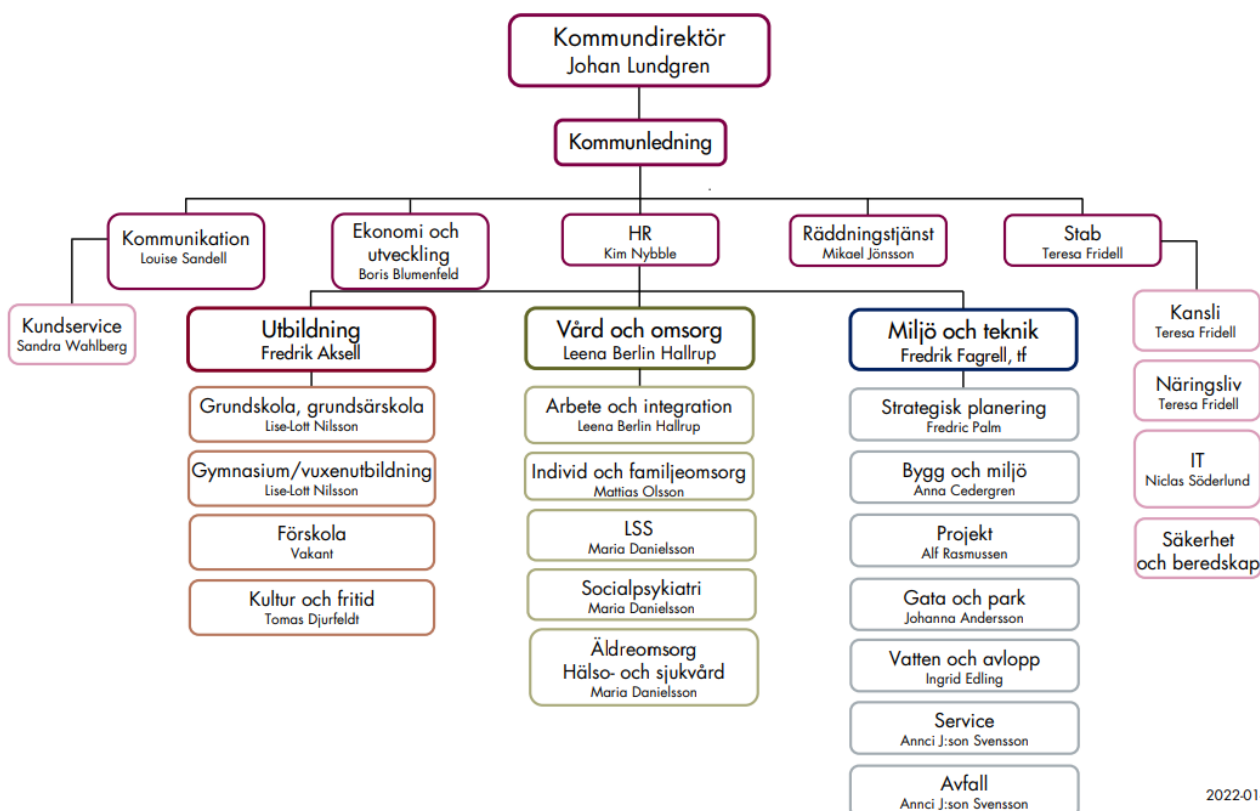 Kommundirektör
Johan Lundgren
Kommunledning
Kommunikation
Louise Sandell
Ekonomi och
utveckling
Boris Blumenfeld
HR
Kim Nybble
Räddningstjänst
Mikael Jönsson
Stab
Teresa Fridell
Kundservice
Sandra Wahlberg
Utbildning
Fredrik Aksell
Grundskola, grundsärskola
Lise-Lott Nilsson
Gymnasium/vuxenutbildning
Lise-Lott Nilsson
Förskola
Vakant
Kultur och fritid
Tomas Djurfeldt
Vård och omsorg
Leena Berlin Hallrup
Arbete och integration
Leena Berlin Hallrup
Individ och familjeomsorg
Mattias Olsson
LSS
Maria Danielsson
Socialpsykiatri
Maria Danielsson
Äldreomsorg
Hälso- och sjukvård
Maria Danielsson
Miljö och teknik
Fredrik Fagrell, tf
Strategisk planering
Fredric Palm
Bygg och miljö
Anna Cedergren
Projekt
Alf Rasmussen
Gata och park
Johanna Andersson
Vatten och avlopp
Ingrid Edling
Service
Annci J:son Svensson
Avfall
Annci J:son Svensson
Kansli
Teresa Fridell
Näringsliv
Teresa Fridell
IT
Niclas Söderlund
Säkerhet
och beredskap
2022-01